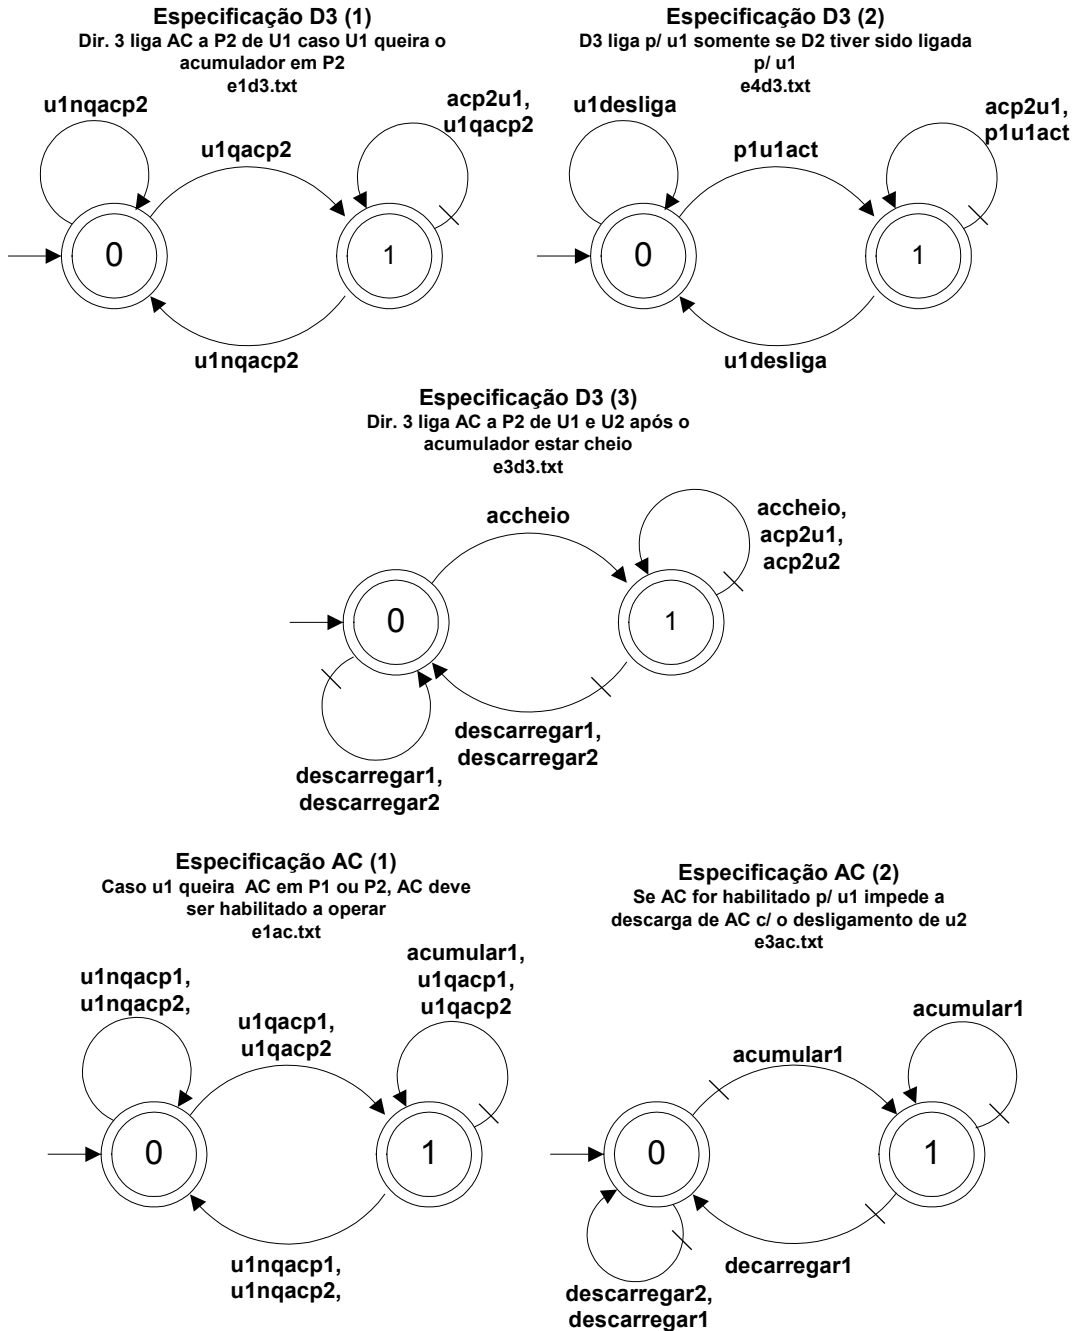 Especificação D3 (1)
Dir. 3 liga AC a P2 de U1 caso U1 queira o
acumulador em P2
e1d3.txt
u1nqacp2
u1qacp2
acp2u1,
u1qacp2
0
1
u1nqacp2
Especificação D3 (2)
D3 liga p/ u1 somente se D2 tiver sido ligada
p/ u1
e4d3.txt
u1desliga
p1u1act
acp2u1,
p1u1act
0
1
u1desliga
Especificação D3 (3)
Dir. 3 liga AC a P2 de U1 e U2 após o
acumulador estar cheio
e3d3.txt
accheio
accheio,
acp2u1,
acp2u2
0
1
descarregar1,
descarregar2
descarregar1,
descarregar2
Especificação AC (1)
Caso u1 queira AC em P1 ou P2, AC deve
ser habilitado a operar
e1ac.txt
u1nqacp1,
u1nqacp2,
u1qacp1,
u1qacp2
acumular1,
u1qacp1,
u1qacp2
0
1
u1nqacp1,
u1nqacp2,
Especificação AC (2)
Se AC for habilitado p/ u1 impede a
descarga de AC c/ o desligamento de u2
e3ac.txt
acumular1
acumular1
0
1
decarregar1
descarregar2,
descarregar1